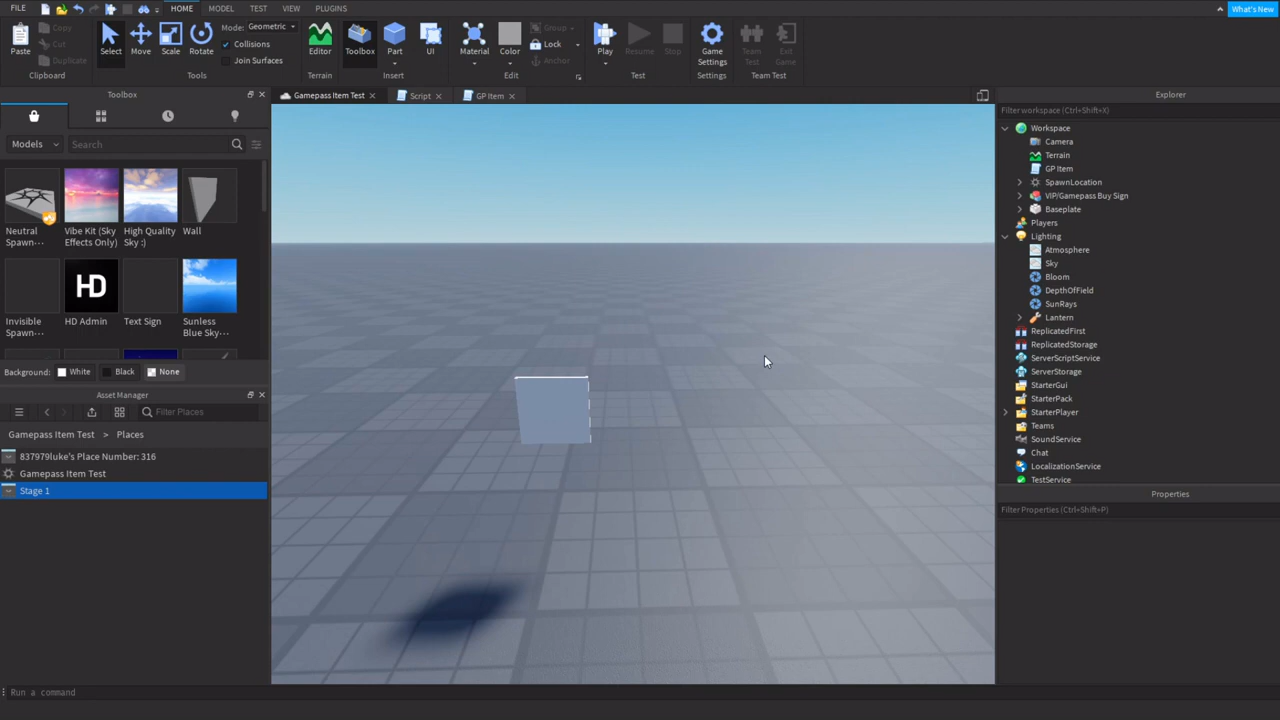 FILE HOME MODEL TEST VIEW PLUGINS What's New
Paste Copy Cut Duplicate Select Move Scale Rotate Mode: Geometric Collisions Join Surfaces Editor Toolbox Part UI Material Color Group Lock Anchor Play Resume Stop Game Settings Team Test Exit Game
Clipboard Tools Terrain Insert Edit Test Settings Team Test
Toolbox
Gamepass Item Test
Script
GP Item
Explorer
Models
Search
Neutral Spawn···
Vibe Kit (Sky Effects Only)
High Quality Sky :)
Wall
HD
Invisible Spawn···
HD Admin
Text Sign
Sunless Blue Sky···
Background: White Black None
Asset Manager
Filter Places
Gamepass Item Test > Places
837979luke's Place Number: 316
Gamepass Item Test
Stage 1
Filter workspace (Ctrl+Shift+X)
Workspace
Camera
Terrain
GP Item
SpawnLocation
VIP/Gamepass Buy Sign
Baseplate
Players
Lighting
Atmosphere
Sky
Bloom
DepthOfField
SunRays
Lantern
ReplicatedFirst
ReplicatedStorage
ServerScriptService
ServerStorage
StarterGui
StarterPack
StarterPlayer
Teams
SoundService
Chat
LocalizationService
TestService
Properties
Filter Properties (Ctrl+Shift+P)
Run a command